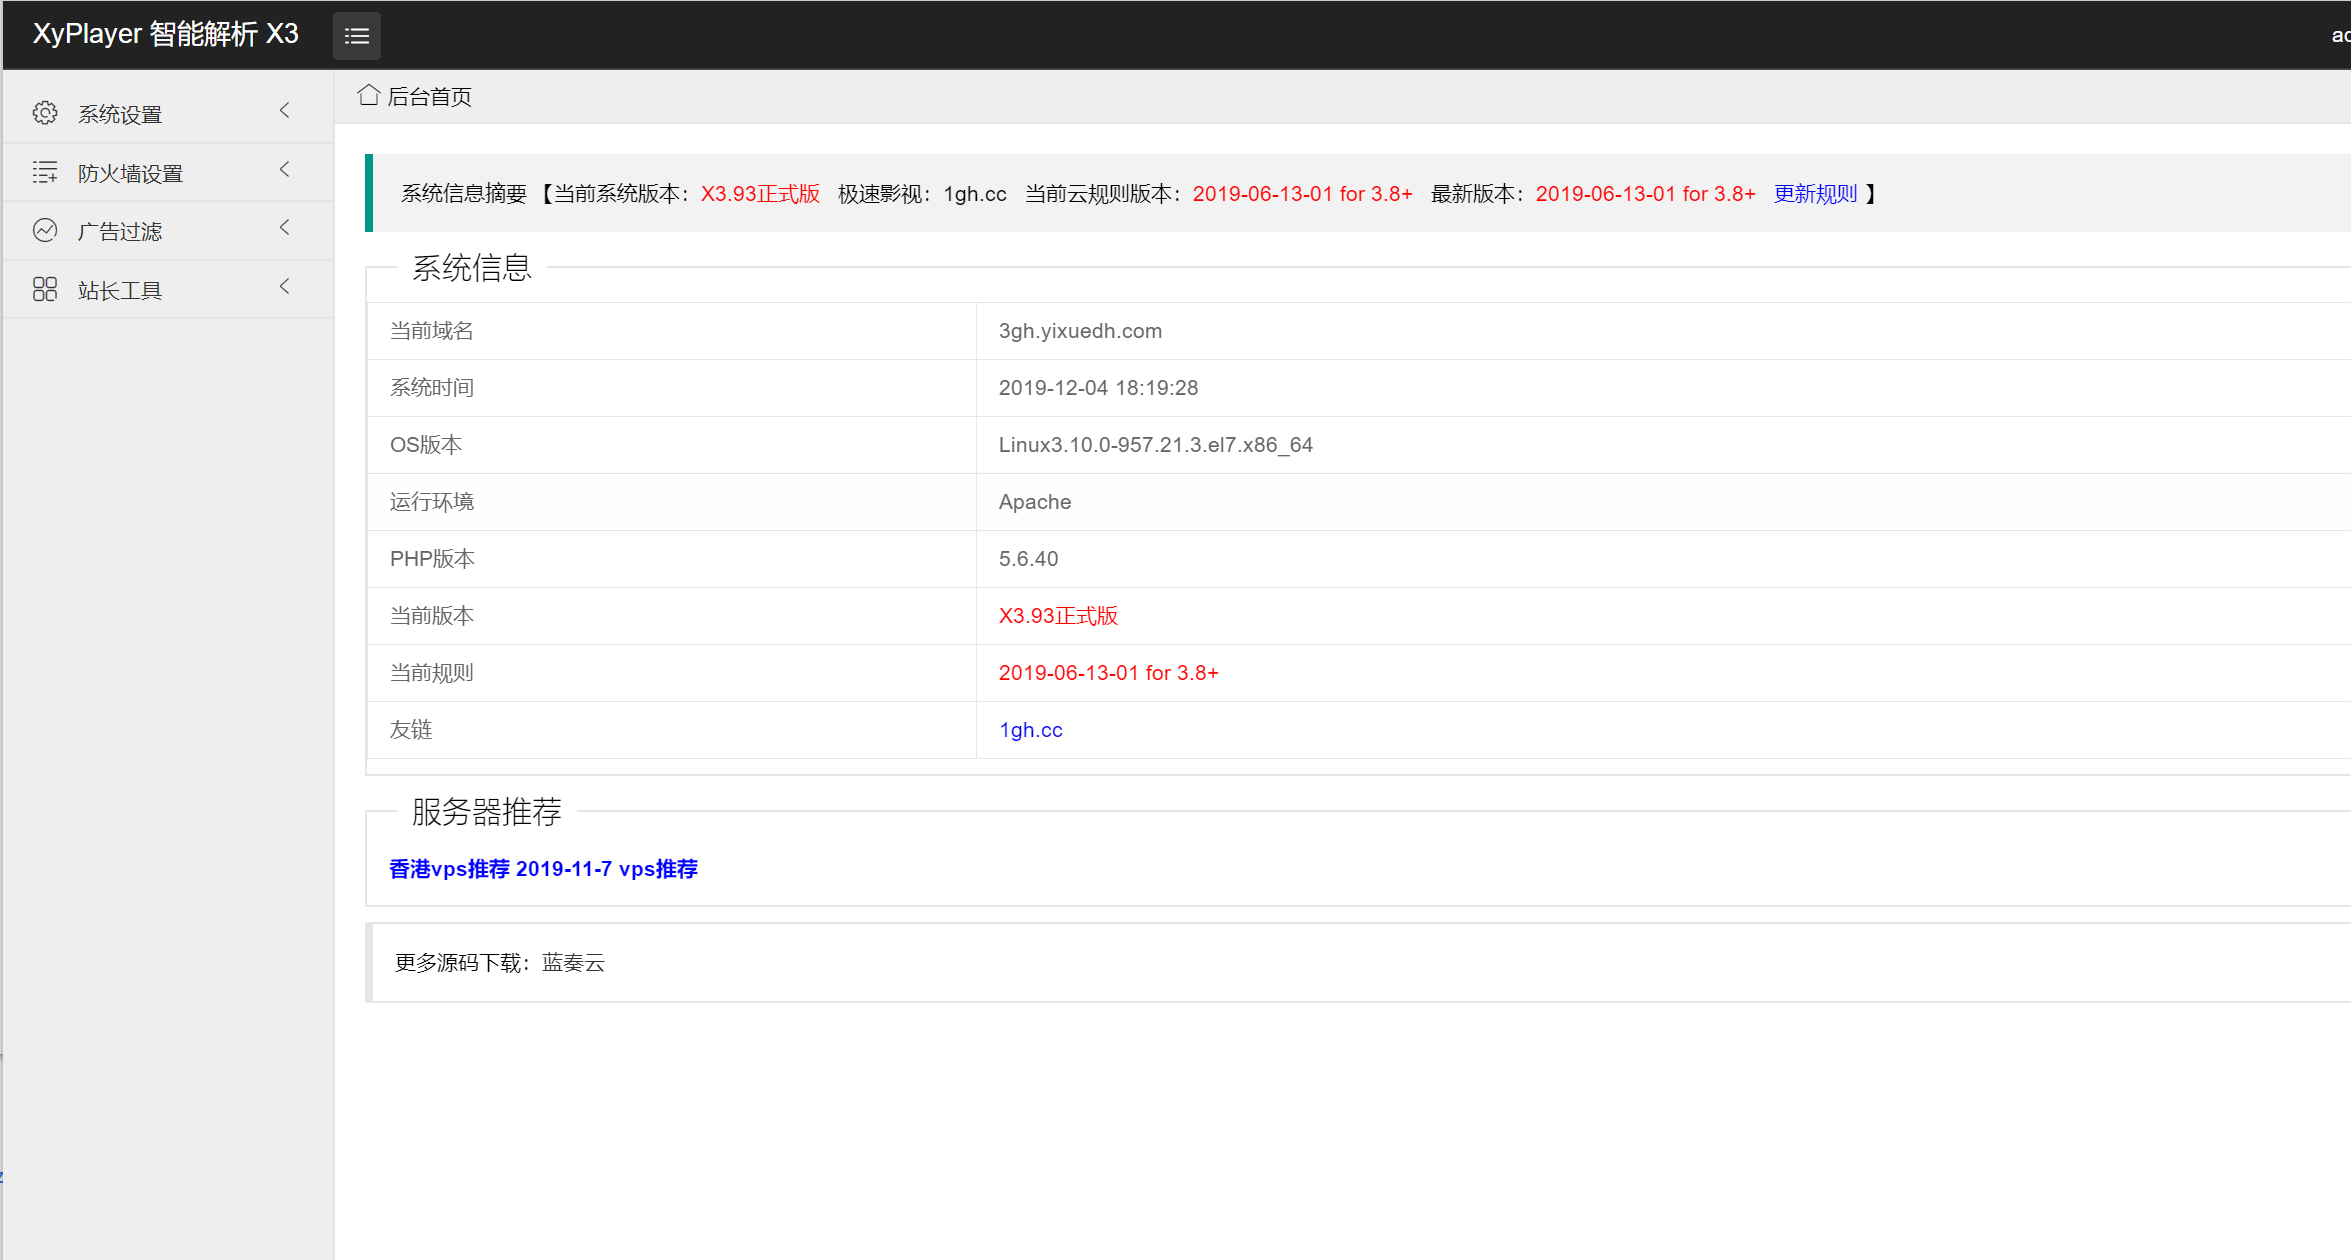 XyPlayer 智能解析 X3
系统设置
防火墙设置
广告过滤
站长工具
后台首页
系统信息摘要 【当前系统版本：X3.93正式版 极速影视：1gh.cc 当前云规则版本：2019-06-13-01 for 3.8+ 最新版本：2019-06-13-01 for 3.8+ 更新规则 】
系统信息
当前域名 3gh.yixuedh.com
系统时间 2019-12-04 18:19:28
OS版本 Linux3.10.0-957.21.3.el7.x86_64
运行环境 Apache
PHP版本 5.6.40
当前版本 X3.93正式版
当前规则 2019-06-13-01 for 3.8+
友链 1gh.cc
服务器推荐
香港vps推荐 2019-11-7 vps推荐
更多源码下载：蓝奏云